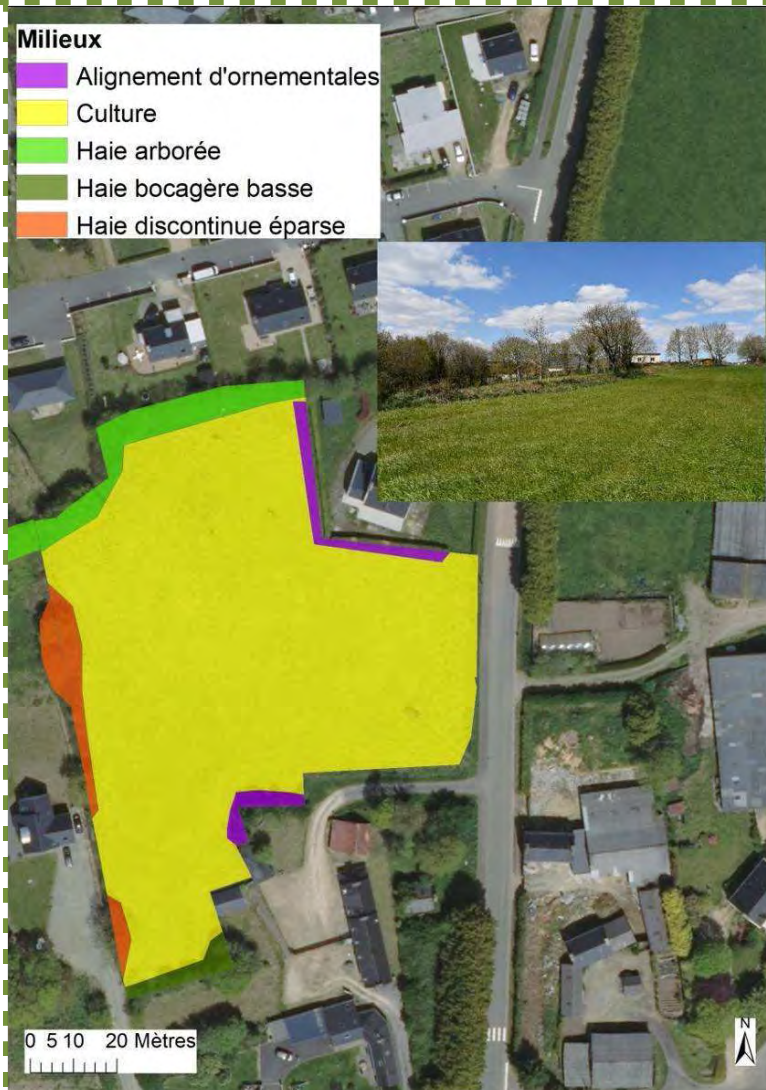 Milieux
Alignement d'ornementales
Culture
Haie arborée
Haie bocagère basse
Haie discontinue éparse
0 5 10 20 Mètres
N